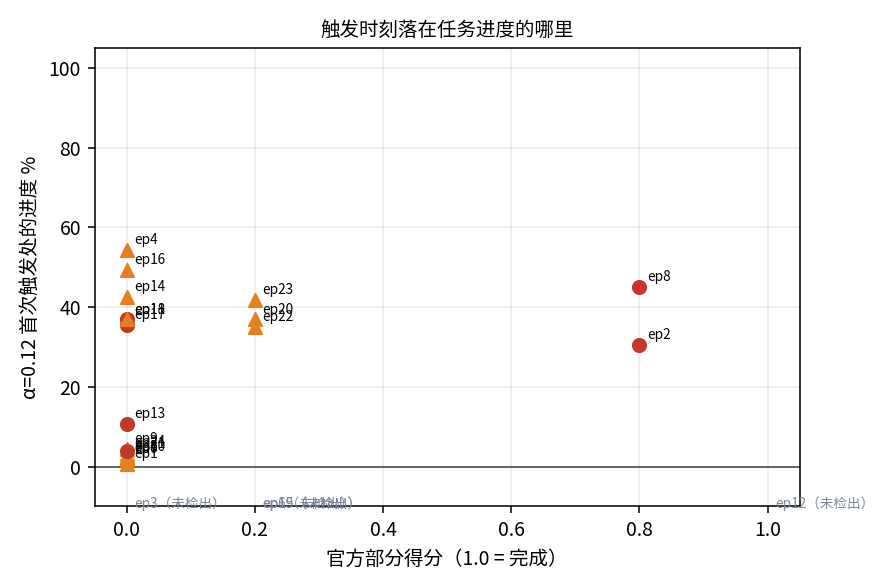 触发时刻落在任务进度的哪里
α=0.12 首次触发处的进度 %
100
80
60
40
20
0
ep4
ep16
ep14
ep17
ep23
ep20
ep22
ep8
ep2
ep13
ep1
ep3（未检出）
ep12（未检出）
0.0 0.2 0.4 0.6 0.8 1.0
官方部分得分（1.0 = 完成）